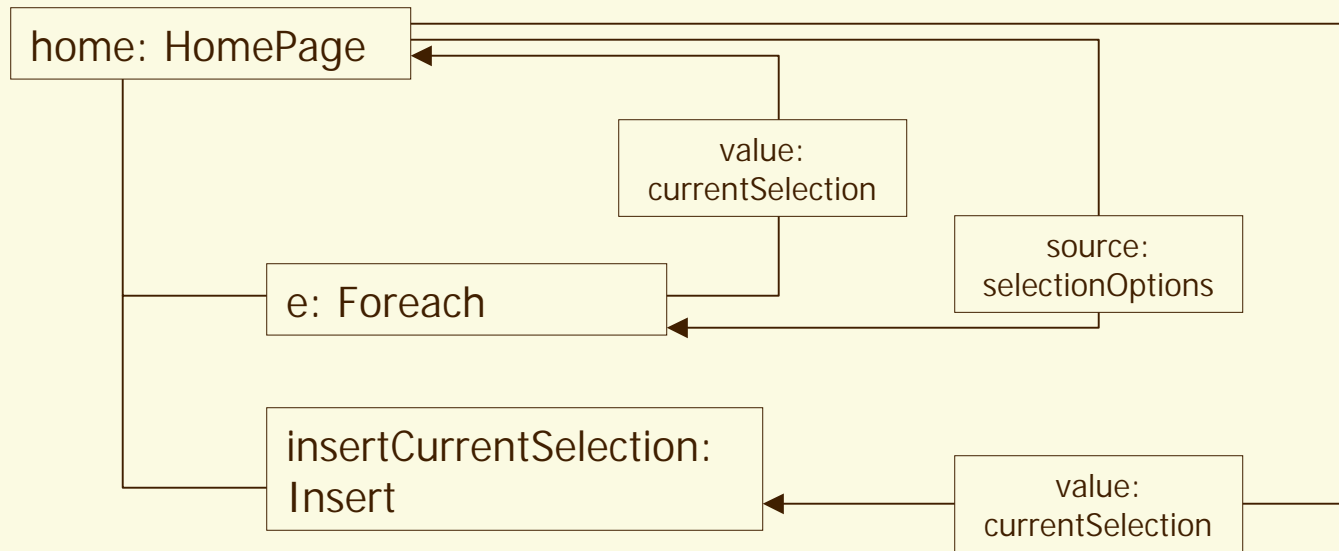 home: HomePage
value:
currentSelection
source:
selectionOptions
e: Foreach
insertCurrentSelection:
Insert
value:
currentSelection